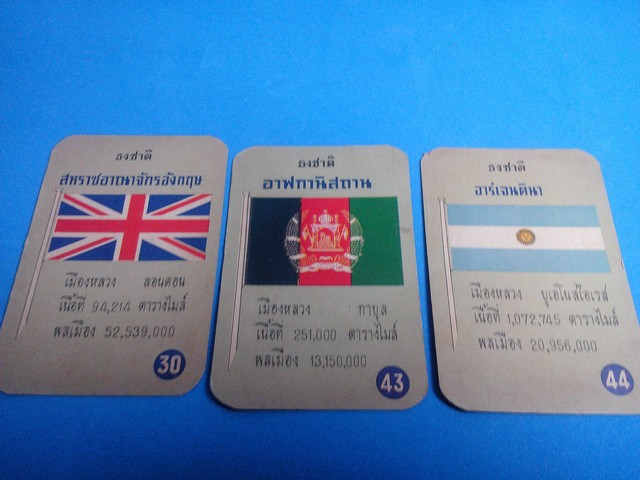 ธงชาติ
สหราชอาณาจักรอังกฤษ
เมืองหลวง ลอนดอน
เนื้อที่ 94,214 ตารางไมล์
พลเมือง 52,539,000
30
ธงชาติ
อาฟกานิสถาน
เมืองหลวง กาบูล
เนื้อที่ 251,000 ตารางไมล์
พลเมือง 13,150,000
43
ธงชาติ
อาร์เจนตินา
เมืองหลวง บูเอโนสไอเรส
เนื้อที่ 1,072,745 ตารางไมล์
พลเมือง 20,956,000
44